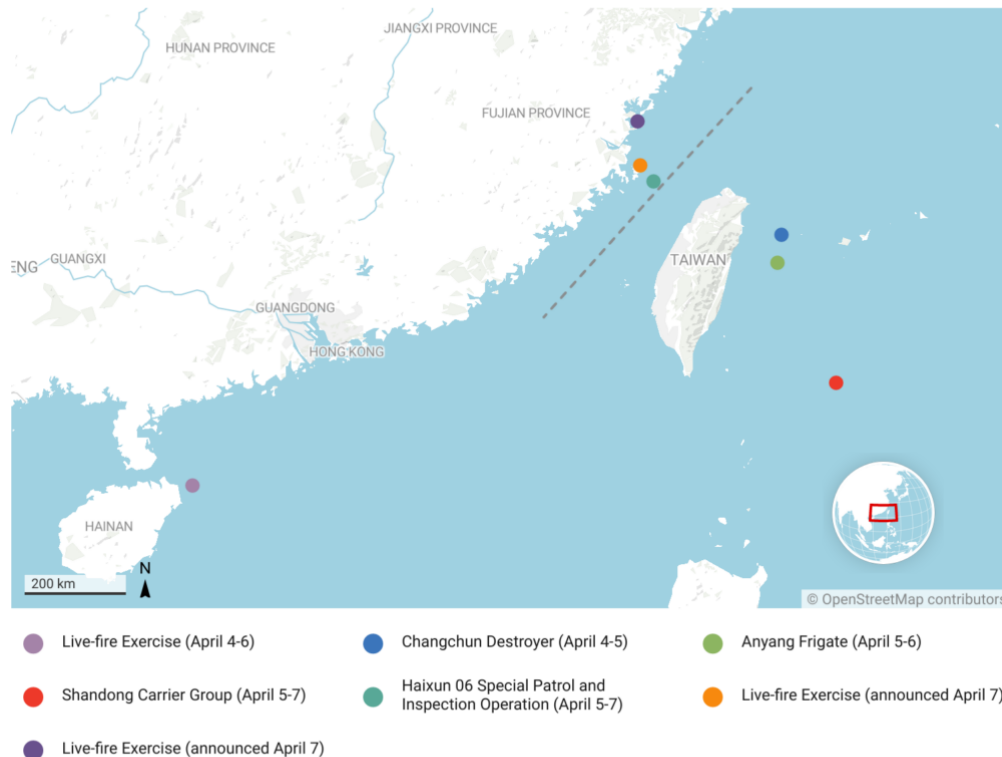 JIANGXI PROVINCE
HUNAN PROVINCE
FUJIAN PROVINCE
ENG
GUANGXI
TAIWAN
GUANGDONG
HONG KONG
HAINAN
N
200 km
© OpenStreetMap contributors
Live-fire Exercise (April 4-6)
Changchun Destroyer (April 4-5)
Anyang Frigate (April 5-6)
Shandong Carrier Group (April 5-7)
Haixun 06 Special Patrol and
Inspection Operation (April 5-7)
Live-fire Exercise (announced April 7)
Live-fire Exercise (announced April 7)